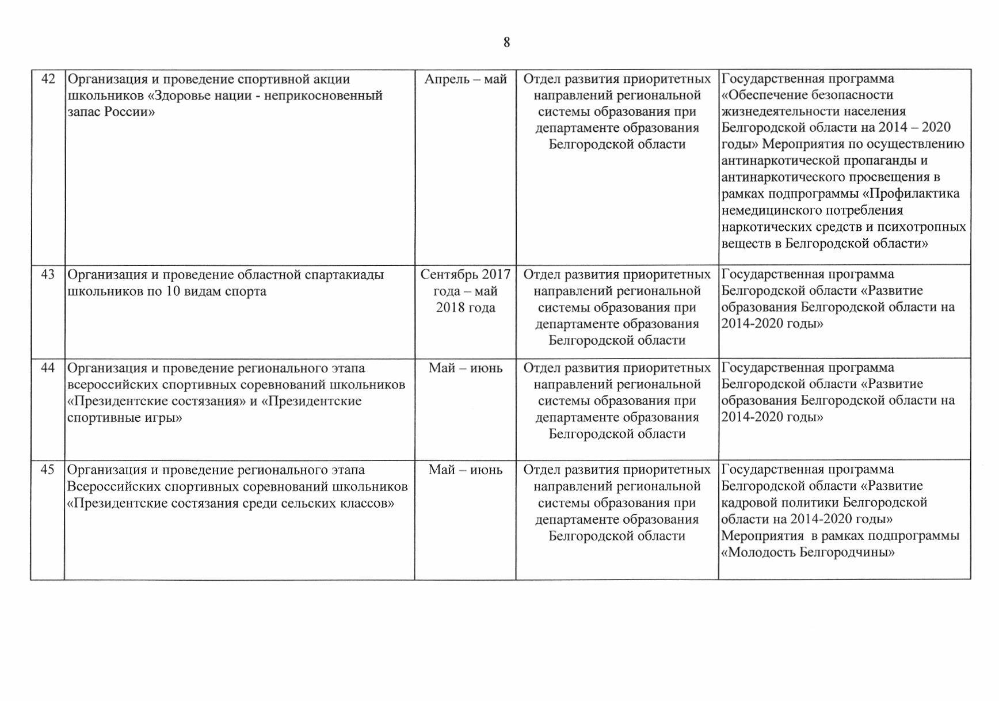 8
42
Организация и проведение спортивной акции
школьников «Здоровье нации - неприкосновенный
запас России»
Апрель – май
Отдел развития приоритетных
направлений региональной
системы образования при
департаменте образования
Белгородской области
Государственная программа
«Обеспечение безопасности
жизнедеятельности населения
Белгородской области на 2014 – 2020
годы» Мероприятия по осуществлению
антинаркотической пропаганды и
антинаркотического просвещения в
рамках подпрограммы «Профилактика
немедицинского потребления
наркотических средств и психотропных
веществ в Белгородской области»
43
Организация и проведение областной спартакиады
школьников по 10 видам спорта
Сентябрь 2017
года – май
2018 года
Отдел развития приоритетных
направлений региональной
системы образования при
департаменте образования
Белгородской области
Государственная программа
Белгородской области «Развитие
образования Белгородской области на
2014-2020 годы»
44
Организация и проведение регионального этапа
всероссийских спортивных соревнований школьников
«Президентские состязания» и «Президентские
спортивные игры»
Май – июнь
Отдел развития приоритетных
направлений региональной
системы образования при
департаменте образования
Белгородской области
Государственная программа
Белгородской области «Развитие
образования Белгородской области на
2014-2020 годы»
45
Организация и проведение регионального этапа
Всероссийских спортивных соревнований школьников
«Президентские состязания среди сельских классов»
Май – июнь
Отдел развития приоритетных
направлений региональной
системы образования при
департаменте образования
Белгородской области
Государственная программа
Белгородской области «Развитие
кадровой политики Белгородской
области на 2014-2020 годы»
Мероприятия  в рамках подпрограммы
«Молодость Белгородчины»